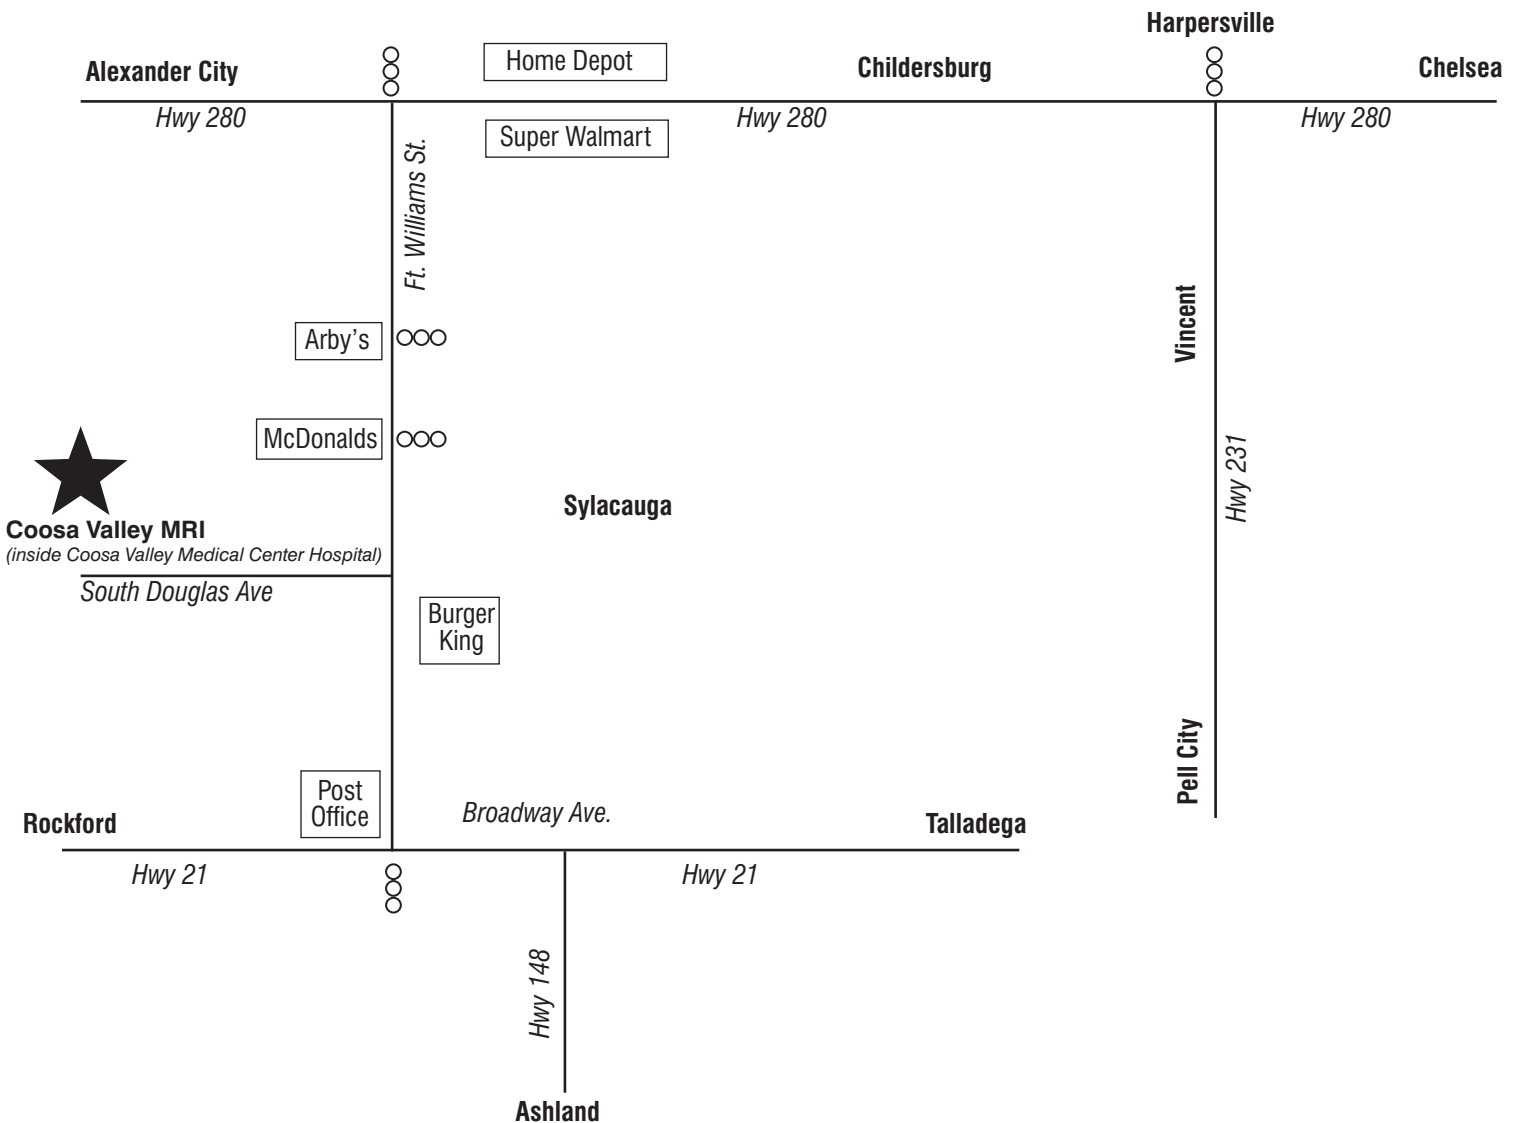 Harpersville
Alexander City
Home Depot
Childersburg
Chelsea
Hwy 280
Super Walmart
Hwy 280
Hwy 280
Ft. Williams St.
Arby’s
Vincent
McDonalds
Hwy 231
Sylacauga
Coosa Valley MRI
(inside Coosa Valley Medical Center Hospital)
South Douglas Ave
Burger
King
Pell City
Post
Office
Broadway Ave.
Rockford
Talladega
Hwy 21
Hwy 21
Hwy 148
Ashland